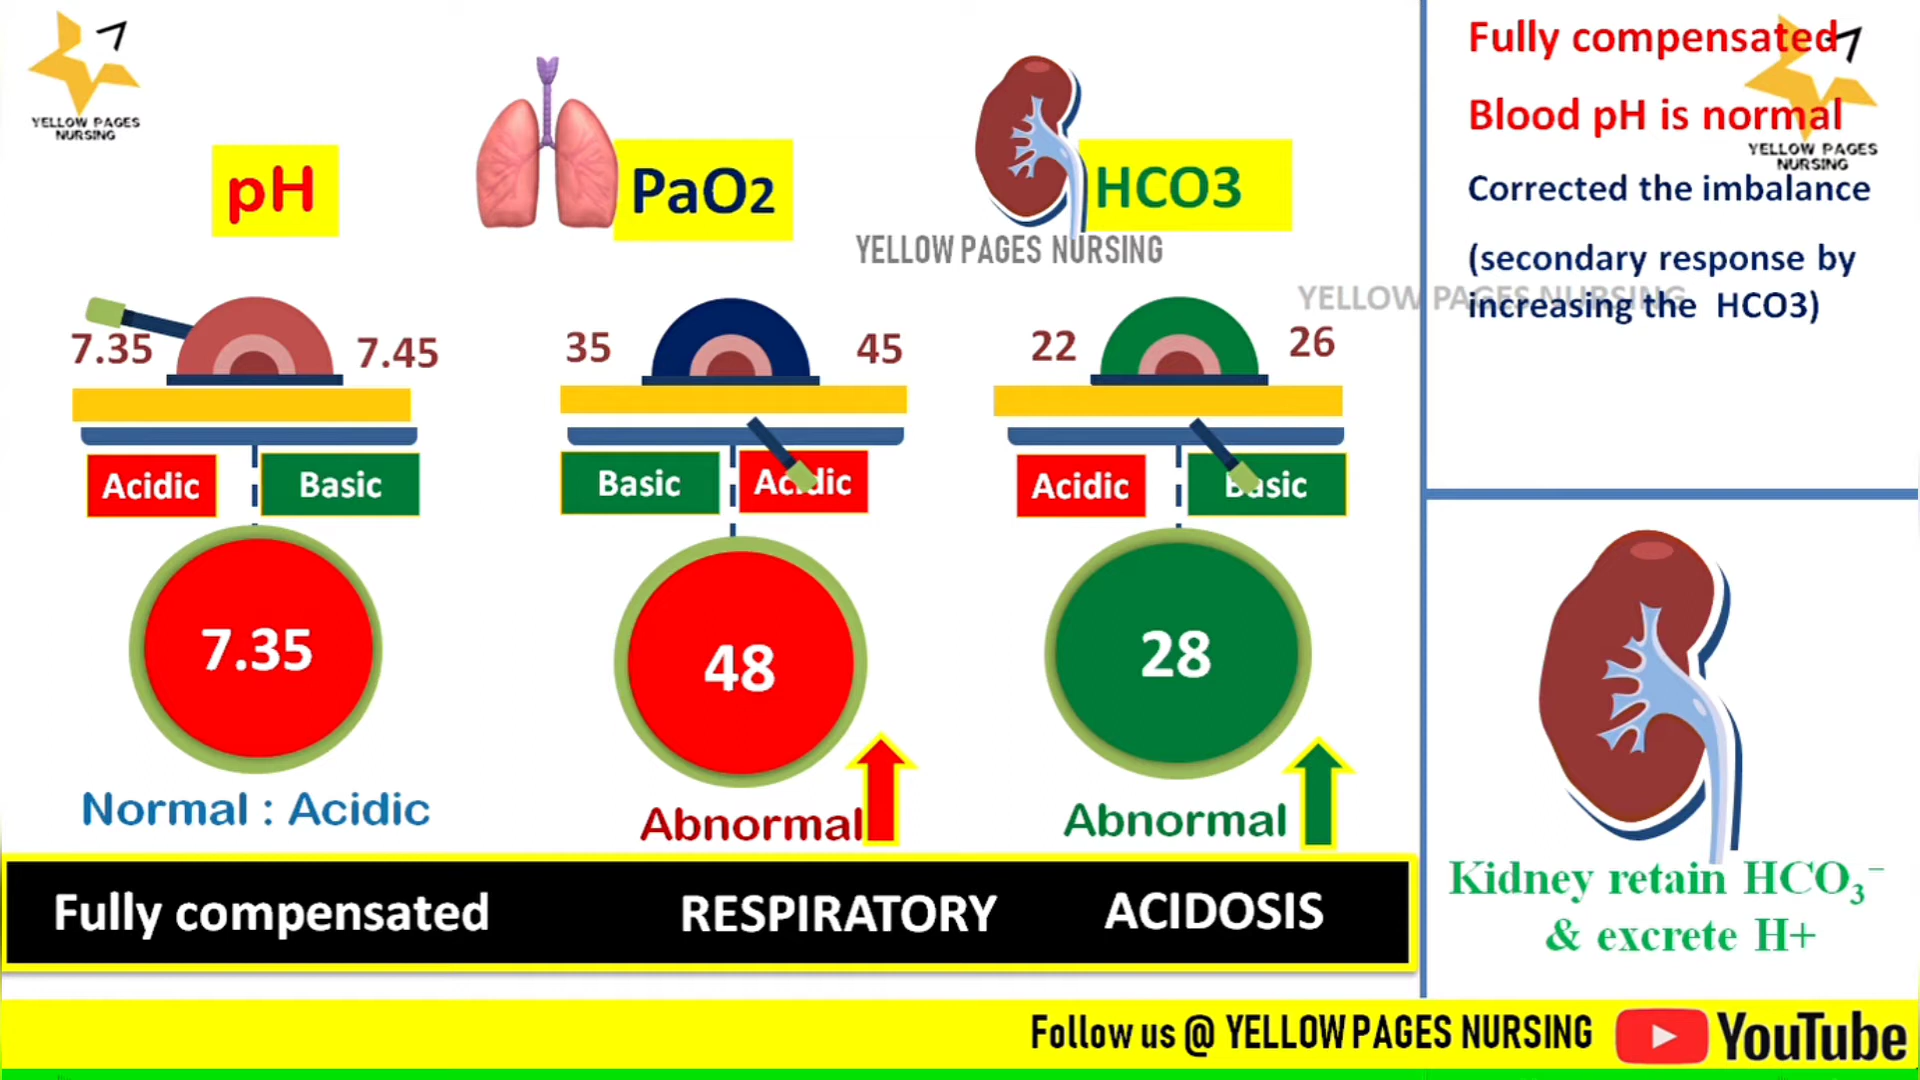 YELLOW PAGES
NURSING
pH
PaO2
HCO3
YELLOW PAGES NURSING
7.35
7.45
35
45
22
26
Acidic
Basic
Basic
Acidic
Acidic
Basic
7.35
48
28
Normal : Acidic
Abnormal
Abnormal
Fully compensated RESPIRATORY ACIDOSIS
Fully compensated
Blood pH is normal
YELLOW PAGES
NURSING
Corrected the imbalance
(secondary response by
YELLOW PAGES NURSING
increasing the HCO3)
Kidney retain HCO₃⁻
& excrete H+
Follow us @ YELLOW PAGES NURSING YouTube